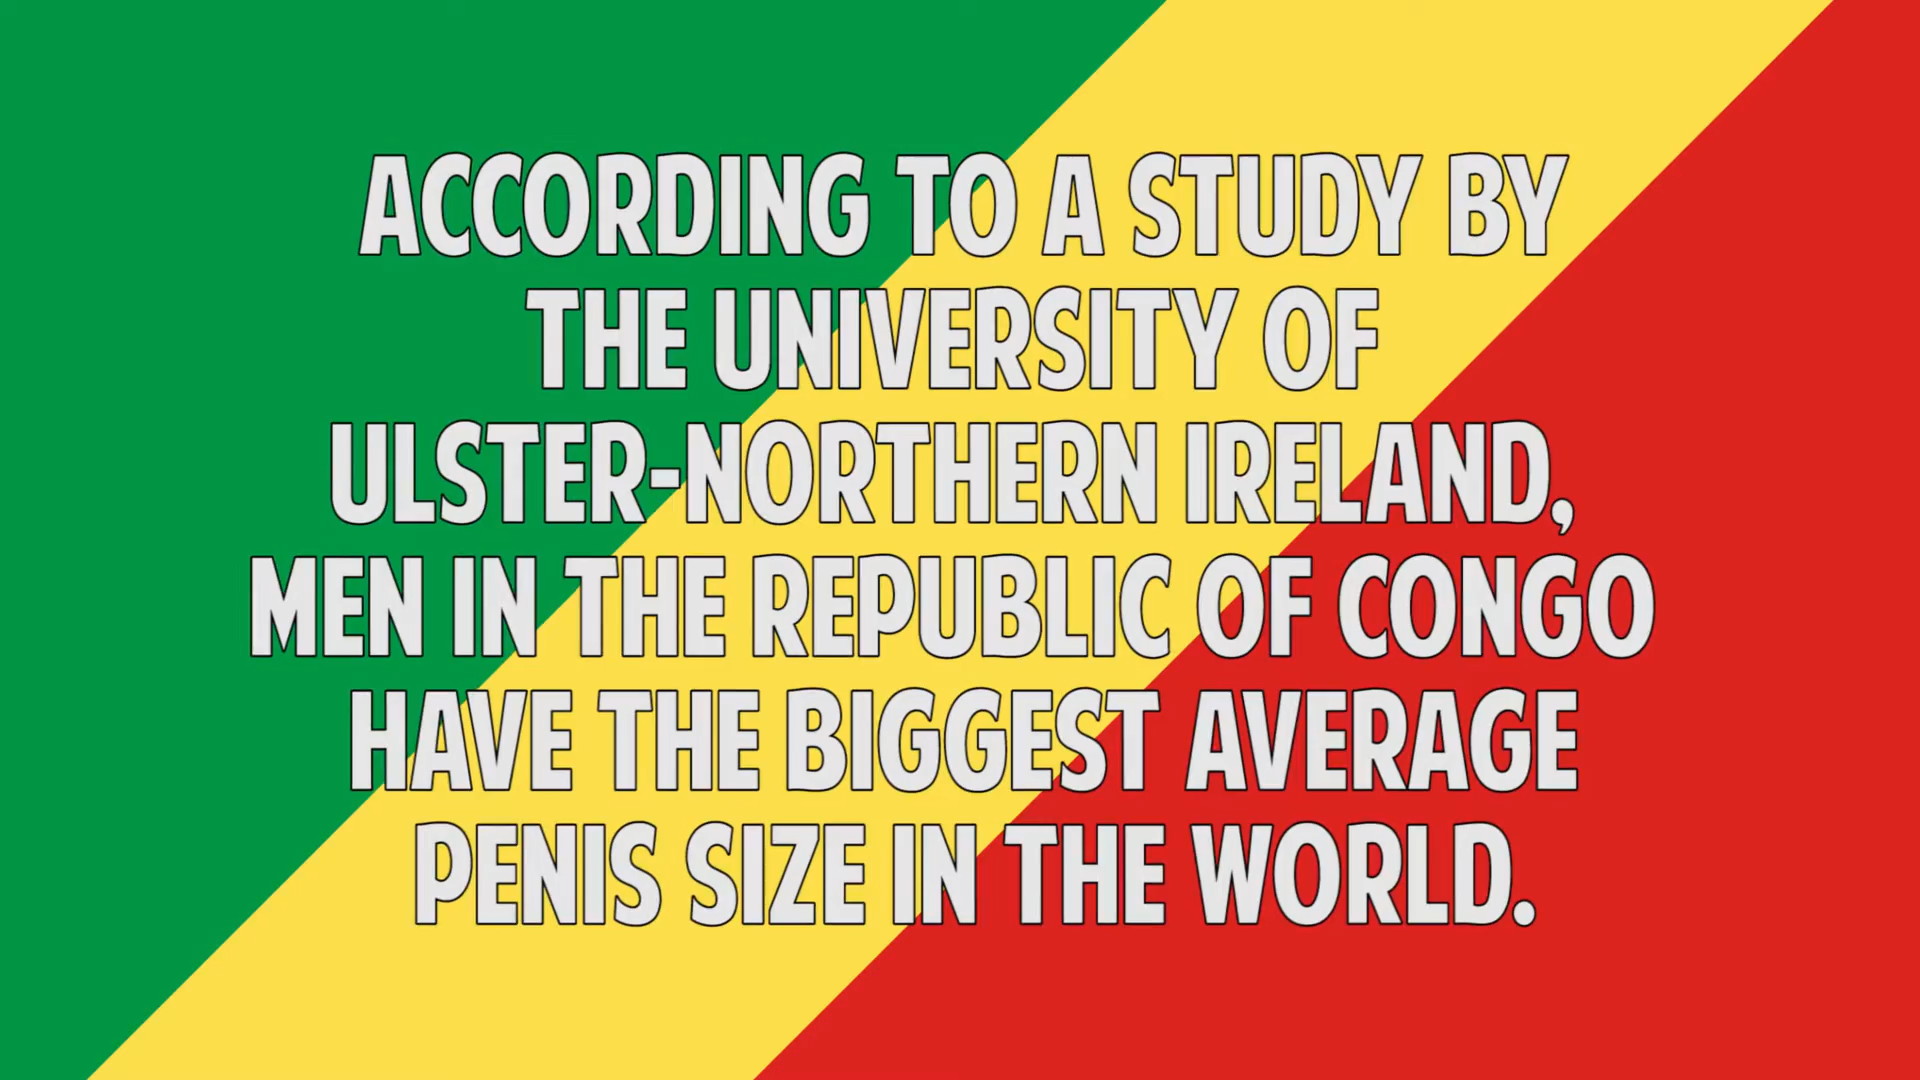 ACCORDING TO A STUDY BY
THE UNIVERSITY OF
ULSTER-NORTHERN IRELAND,
MEN IN THE REPUBLIC OF CONGO
HAVE THE BIGGEST AVERAGE
PENIS SIZE IN THE WORLD.